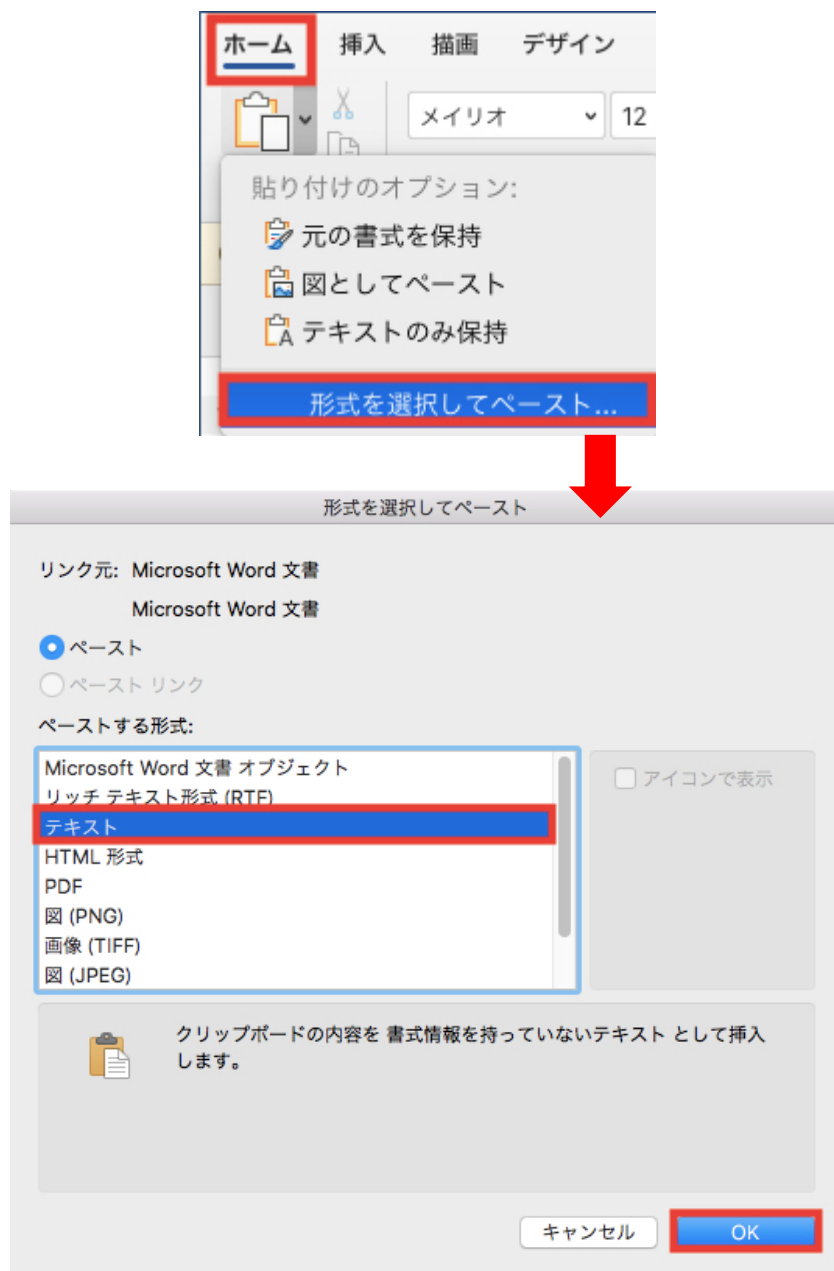 ホーム 挿入 描画 デザイン
メイリオ 12
貼り付けのオプション:
元の書式を保持
図としてペースト
テキストのみ保持
形式を選択してペースト...
形式を選択してペースト
リンク元: Microsoft Word 文書
Microsoft Word 文書
ペースト
ペースト リンク
ペーストする形式:
Microsoft Word 文書 オブジェクト
リッチ テキスト形式 (RTF)
テキスト
HTML 形式
PDF
図 (PNG)
画像 (TIFF)
図 (JPEG)
アイコンで表示
クリップボードの内容を 書式情報を持っていないテキスト として挿入
します。
キャンセル OK